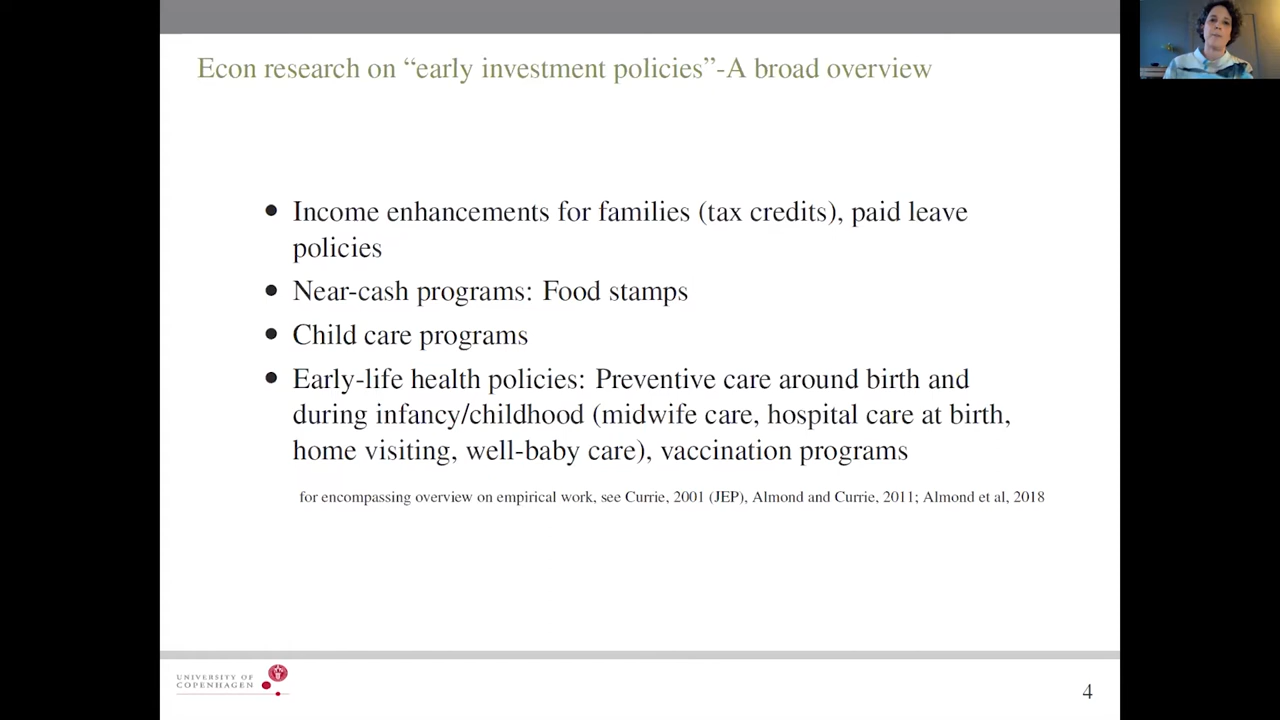 Econ research on “early investment policies”-A broad overview
• Income enhancements for families (tax credits), paid leave
policies
• Near-cash programs: Food stamps
• Child care programs
• Early-life health policies: Preventive care around birth and
during infancy/childhood (midwife care, hospital care at birth,
home visiting, well-baby care), vaccination programs
for encompassing overview on empirical work, see Currie, 2001 (JEP), Almond and Currie, 2011; Almond et al, 2018
UNIVERSITY OF
COPENHAGEN
4